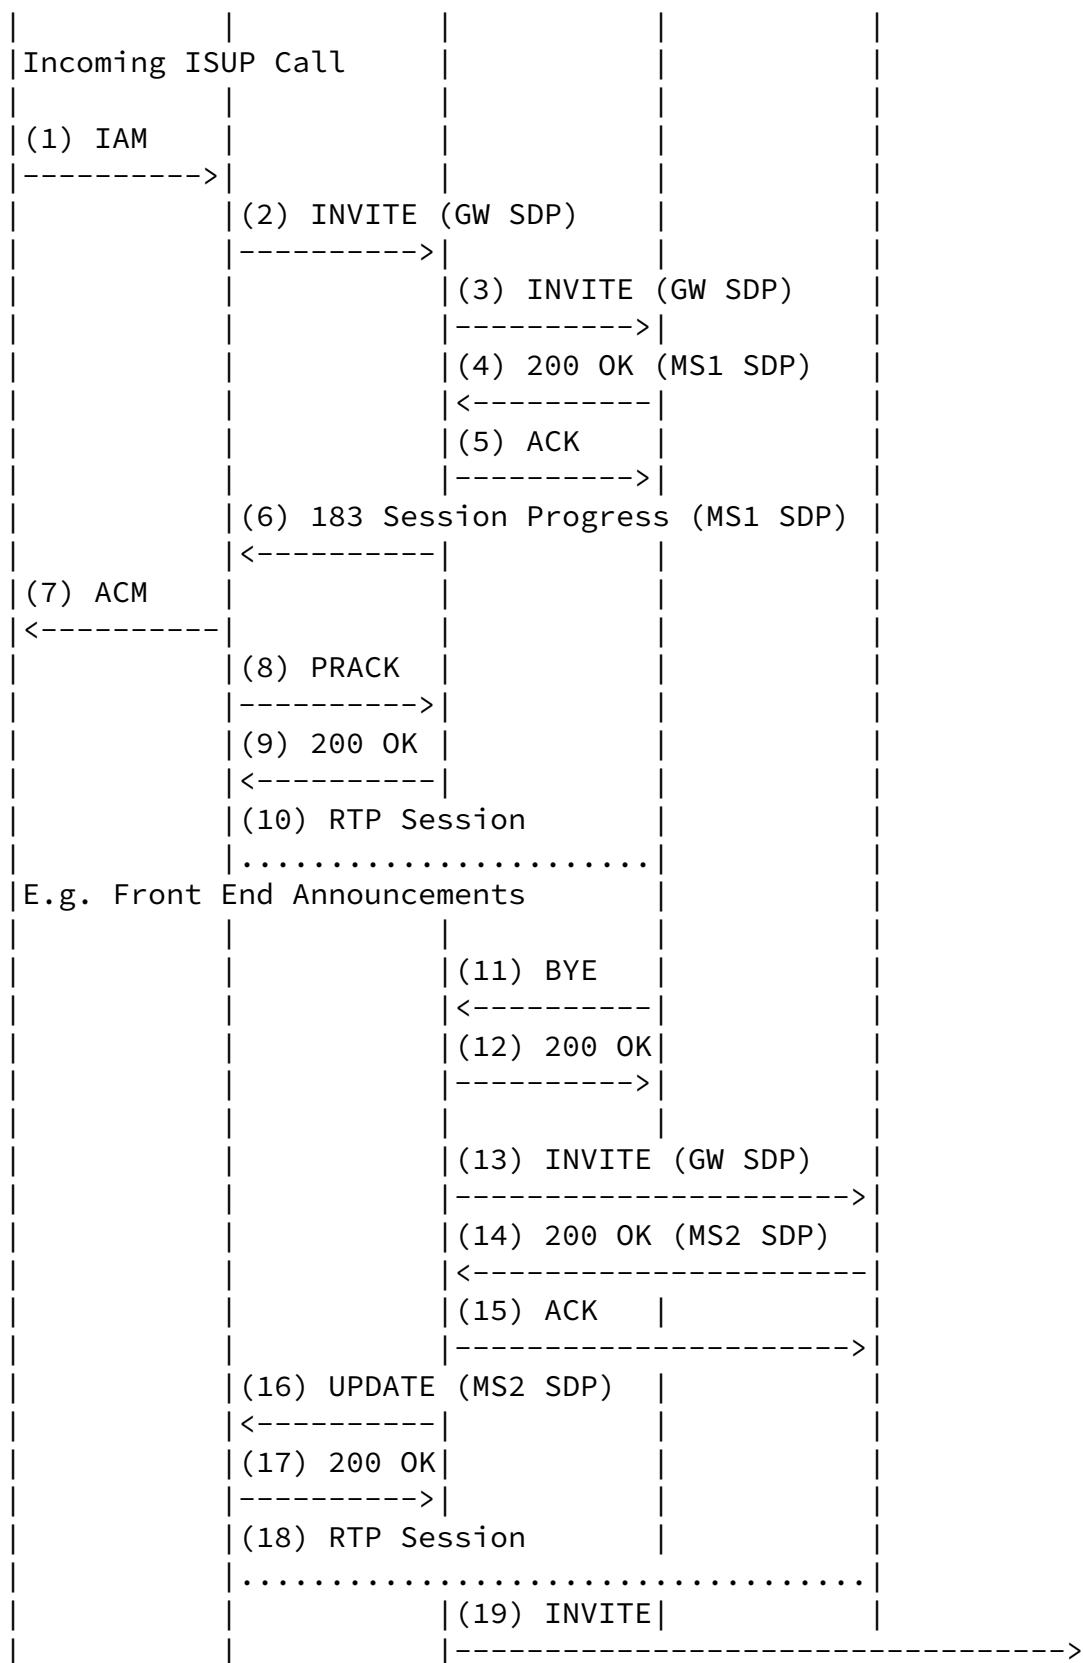 Incoming ISUP Call
(1) IAM
(2) INVITE (GW SDP)
(3) INVITE (GW SDP)
(4) 200 OK (MS1 SDP)
(5) ACK
(6) 183 Session Progress (MS1 SDP)
(7) ACM
(8) PRACK
(9) 200 OK
(10) RTP Session
E.g. Front End Announcements
(11) BYE
(12) 200 OK
(13) INVITE (GW SDP)
(14) 200 OK (MS2 SDP)
(15) ACK
(16) UPDATE (MS2 SDP)
(17) 200 OK
(18) RTP Session
(19) INVITE